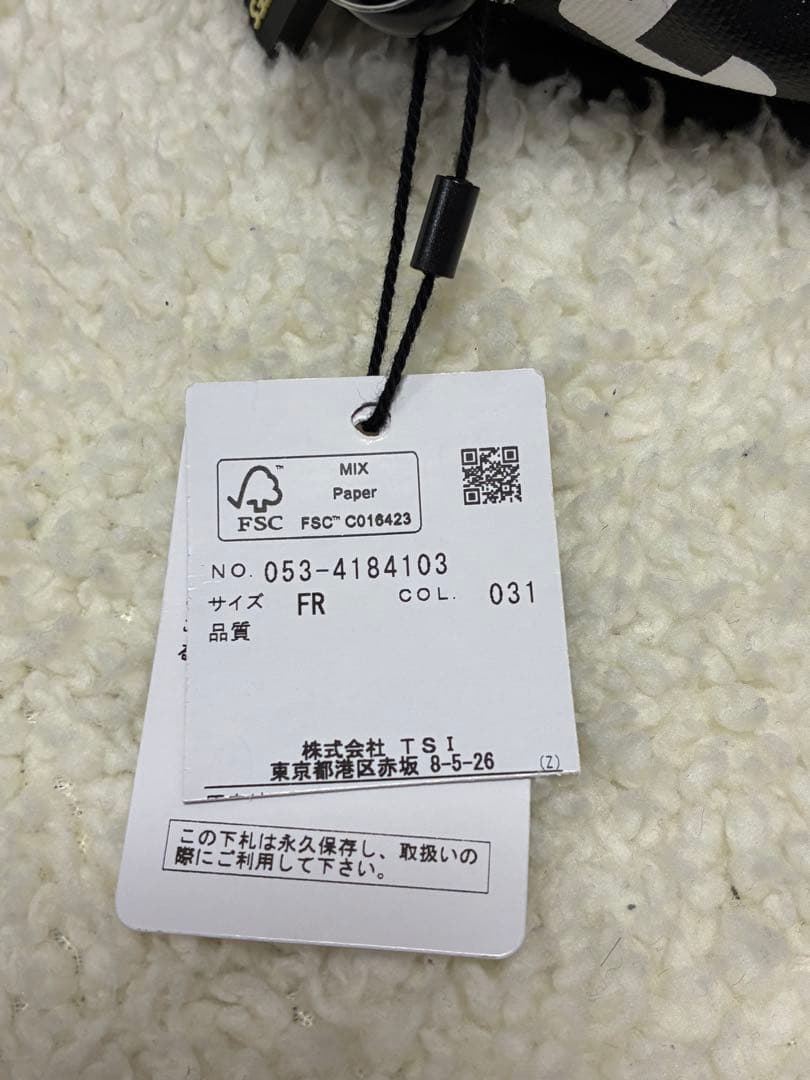 MIX
Paper
FSC™ C016423
FSC
NO. 053-4184103
サイズ FR COL. 031
品質
株式会社 TSI
東京都港区赤坂 8-5-26 (Z)
この下札は永久保存し、取扱いの
際にご利用して下さい。